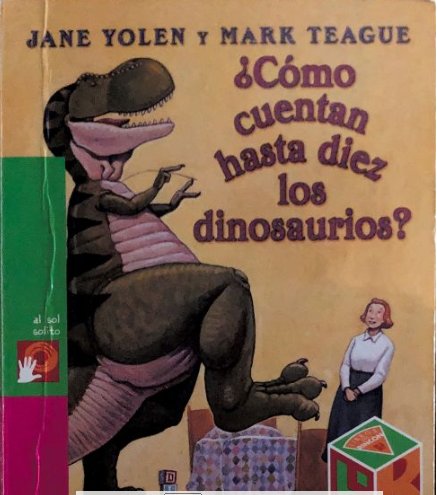 JANE YOLEN Y MARK TEAGUE
¿Cómo
cuentan
hasta diez
los
dinosaurios?
al sol
solito